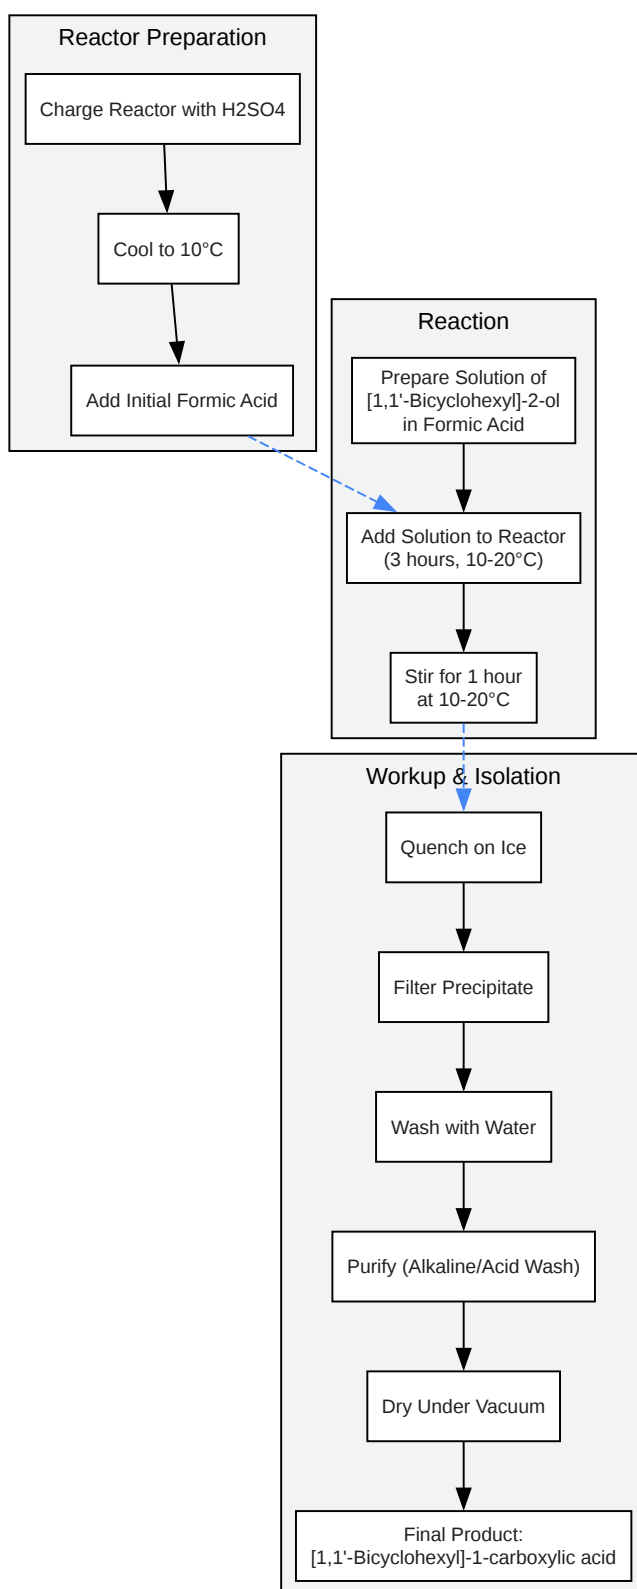 Reactor Preparation
Charge Reactor with H2SO4
Cool to 10°C
Add Initial Formic Acid
Reaction
Prepare Solution of
[1,1'-Bicyclohexyl]-2-ol
in Formic Acid
Add Solution to Reactor
(3 hours, 10-20°C)
Stir for 1 hour
at 10-20°C
Workup & Isolation
Quench on Ice
Filter Precipitate
Wash with Water
Purify (Alkaline/Acid Wash)
Dry Under Vacuum
Final Product:
[1,1'-Bicyclohexyl]-1-carboxylic acid